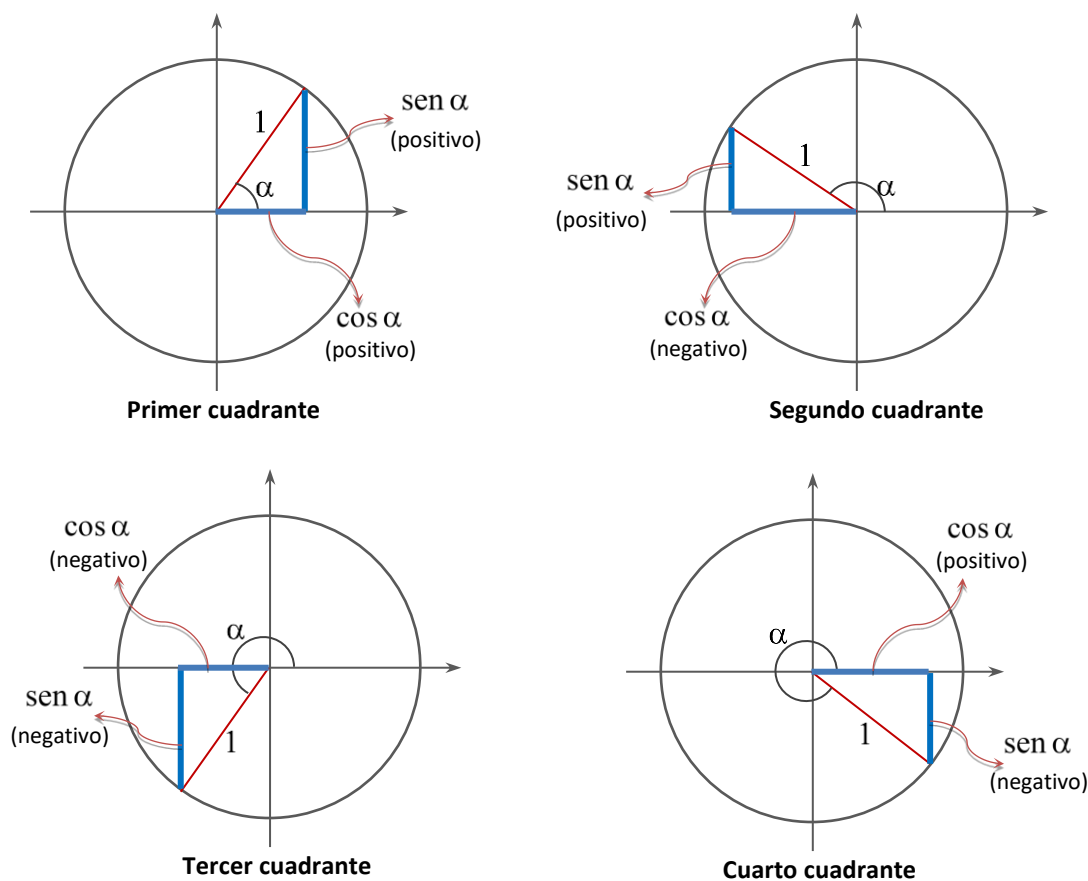 sen α
(positivo)
1
α
cos α
(positivo)
Primer cuadrante
sen α
(positivo)
1
α
cos α
(negativo)
Segundo cuadrante
cos α
(negativo)
α
sen α
(negativo)
1
Tercer cuadrante
cos α
(positivo)
α
1
sen α
(negativo)
Cuarto cuadrante